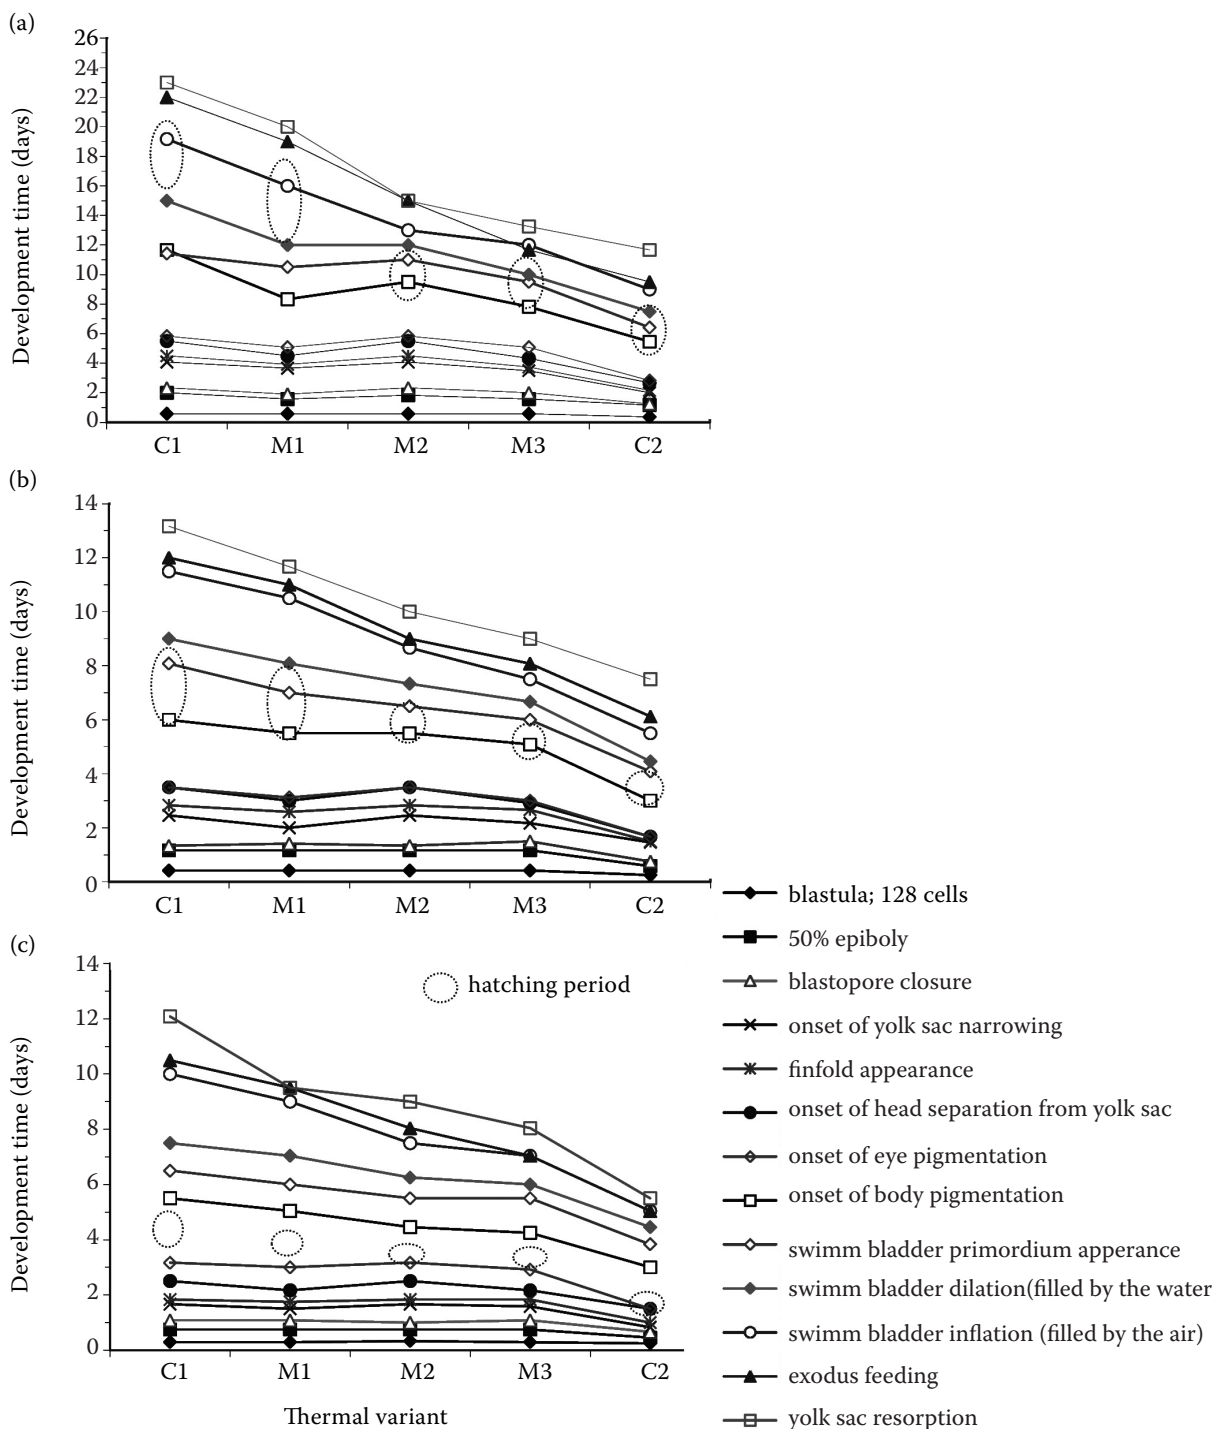 (a)
26
24
22
20
18
16
14
12
10
8
6
4
2
0
Development time (days)
C1 M1 M2 M3 C2
(b)
14
12
10
8
6
4
2
0
Development time (days)
C1 M1 M2 M3 C2
(c)
14
12
10
8
6
4
2
0
Development time (days)
hatching period
C1 M1 M2 M3 C2
Thermal variant
blastula; 128 cells
50% epiboly
blastopore closure
onset of yolk sac narrowing
finfold appearance
onset of head separation from yolk sac
onset of eye pigmentation
onset of body pigmentation
swimm bladder primordium apperance
swimm bladder dilation(filled by the water
swimm bladder inflation (filled by the air)
exodus feeding
yolk sac resorption